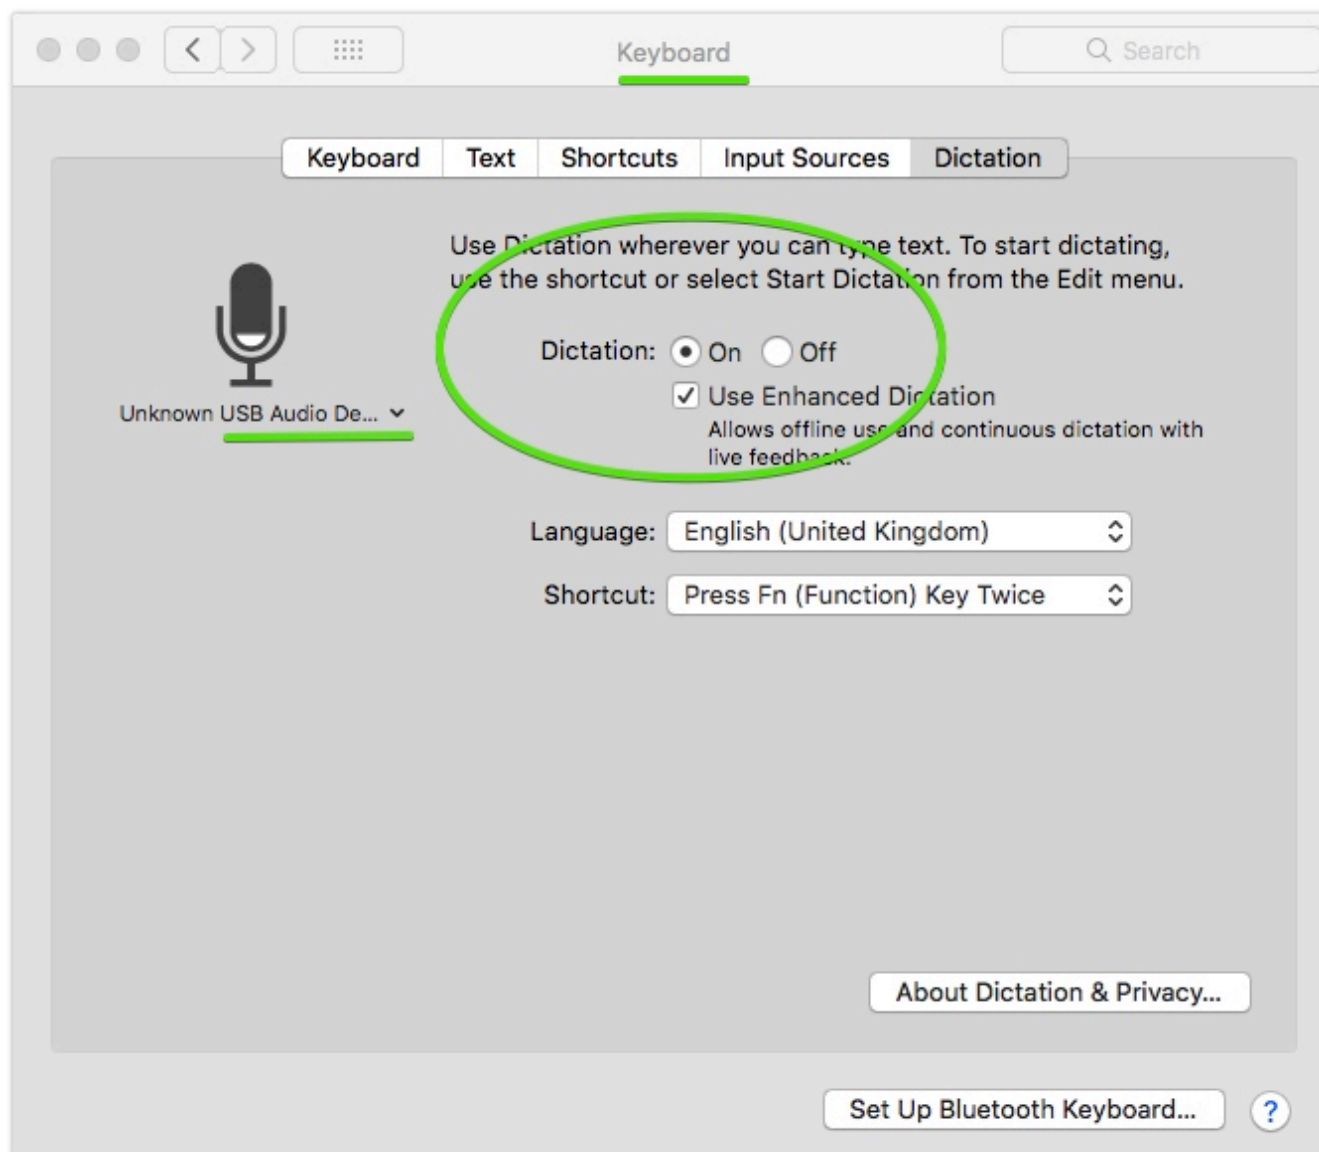 Keyboard
Search
Keyboard Text Shortcuts Input Sources Dictation
Use Dictation wherever you can type text. To start dictating,
use the shortcut or select Start Dictation from the Edit menu.
Dictation: On Off
Use Enhanced Dictation
Allows offline use and continuous dictation with
live feedback.
Unknown USB Audio De...
Language: English (United Kingdom)
Shortcut: Press Fn (Function) Key Twice
About Dictation & Privacy...
Set Up Bluetooth Keyboard... ?